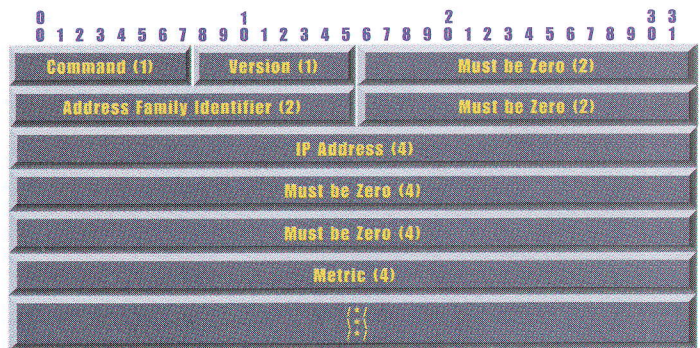 0 1 2 3 3
0 1 2 3 4 5 6 7 8 9 0 1 2 3 4 5 6 7 8 9 0 1 2 3 4 5 6 7 8 9 0 1
Command (1) Version (1) Must be Zero (2)
Address Family Identifier (2) Must be Zero (2)
IP Address (4)
Must be Zero (4)
Must be Zero (4)
Metric (4)
/*/
\*\
/*/